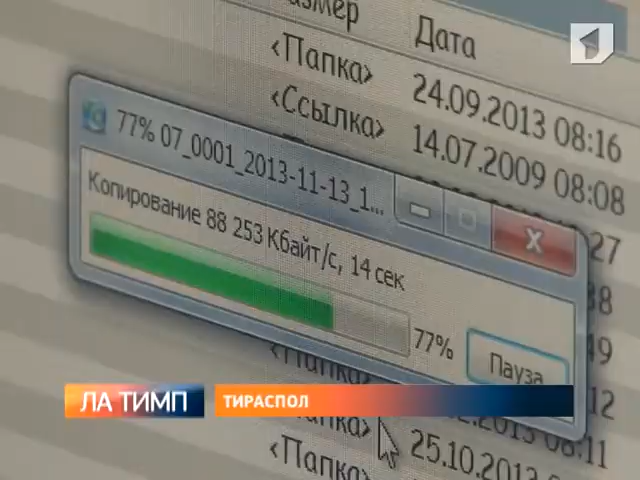 Размер
Дата
<Папка>
24.09.2013 08:16
<Ссылка>
14.07.2009 08:08
77% 07_0001_2013-11-13_1...
Копирование 88 253 Кбайт/с, 14 сек
77%
Пауза
ЛА ТИМП
ТИРАСПОЛ
25.10.2013
<Папка>